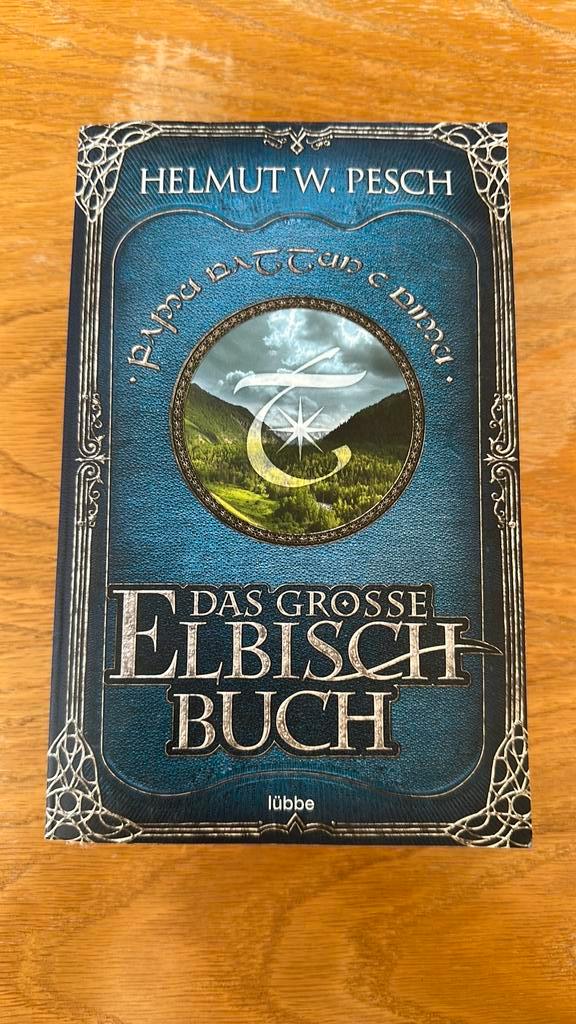 HELMUT W. PESCH
DAS GROSSE
ELBISCH
BUCH
lübbe